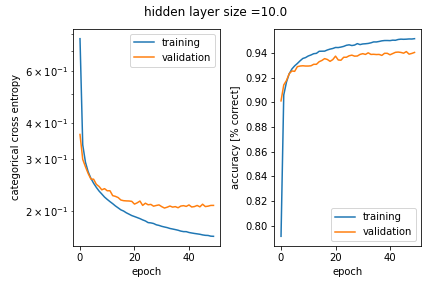 hidden layer size =10.0
categorical cross entropy
6 × 10⁻¹
4 × 10⁻¹
3 × 10⁻¹
2 × 10⁻¹
training
validation
0
20
40
epoch
accuracy [% correct]
0.94
0.92
0.90
0.88
0.86
0.84
0.82
0.80
training
validation
0
20
40
epoch